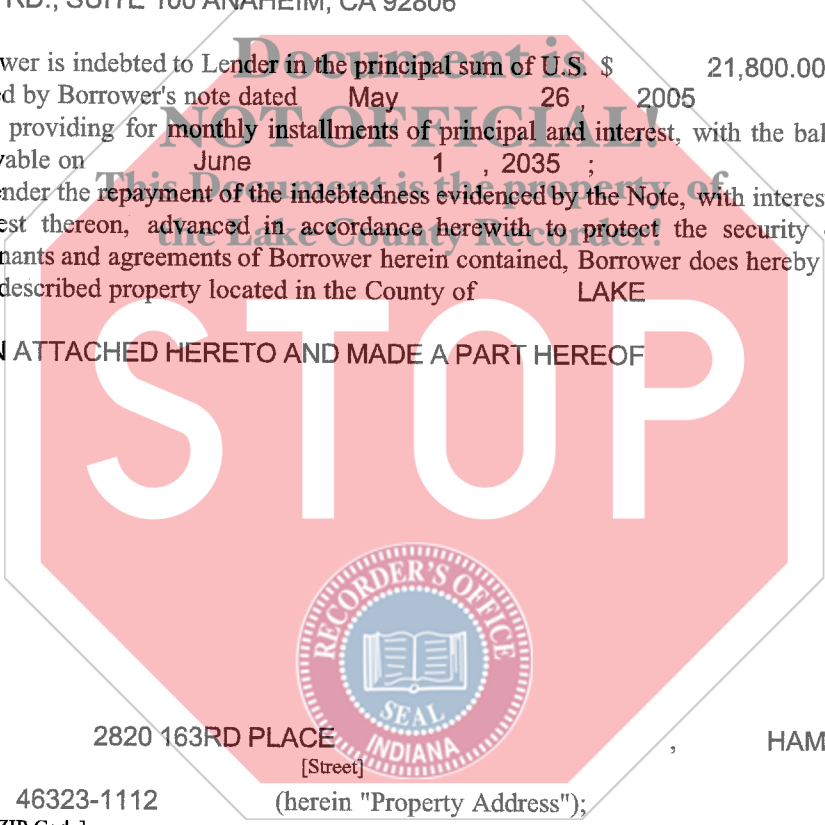 RD., SUITE 100 ANAHEIM, CA 92806
Document is
wer is indebted to Lender in the principal sum of U.S. $ 21,800.00
d by Borrower's note dated May 26 , 2005
NOT OFFICIAL!
providing for monthly installments of principal and interest, with the bal
yable on June 1 , 2035 ;
This Document is the property of
nder the repayment of the indebtedness evidenced by the Note, with interes
est thereon, advanced in accordance herewith to protect the security
the Lake County Recorder!
nants and agreements of Borrower herein contained, Borrower does hereby
described property located in the County of LAKE
N ATTACHED HERETO AND MADE A PART HEREOF
STOP
RECORDER'S OFFICE
SEAL
INDIANA
2820 163RD PLACE , HAM
[Street]
46323-1112 (herein "Property Address");